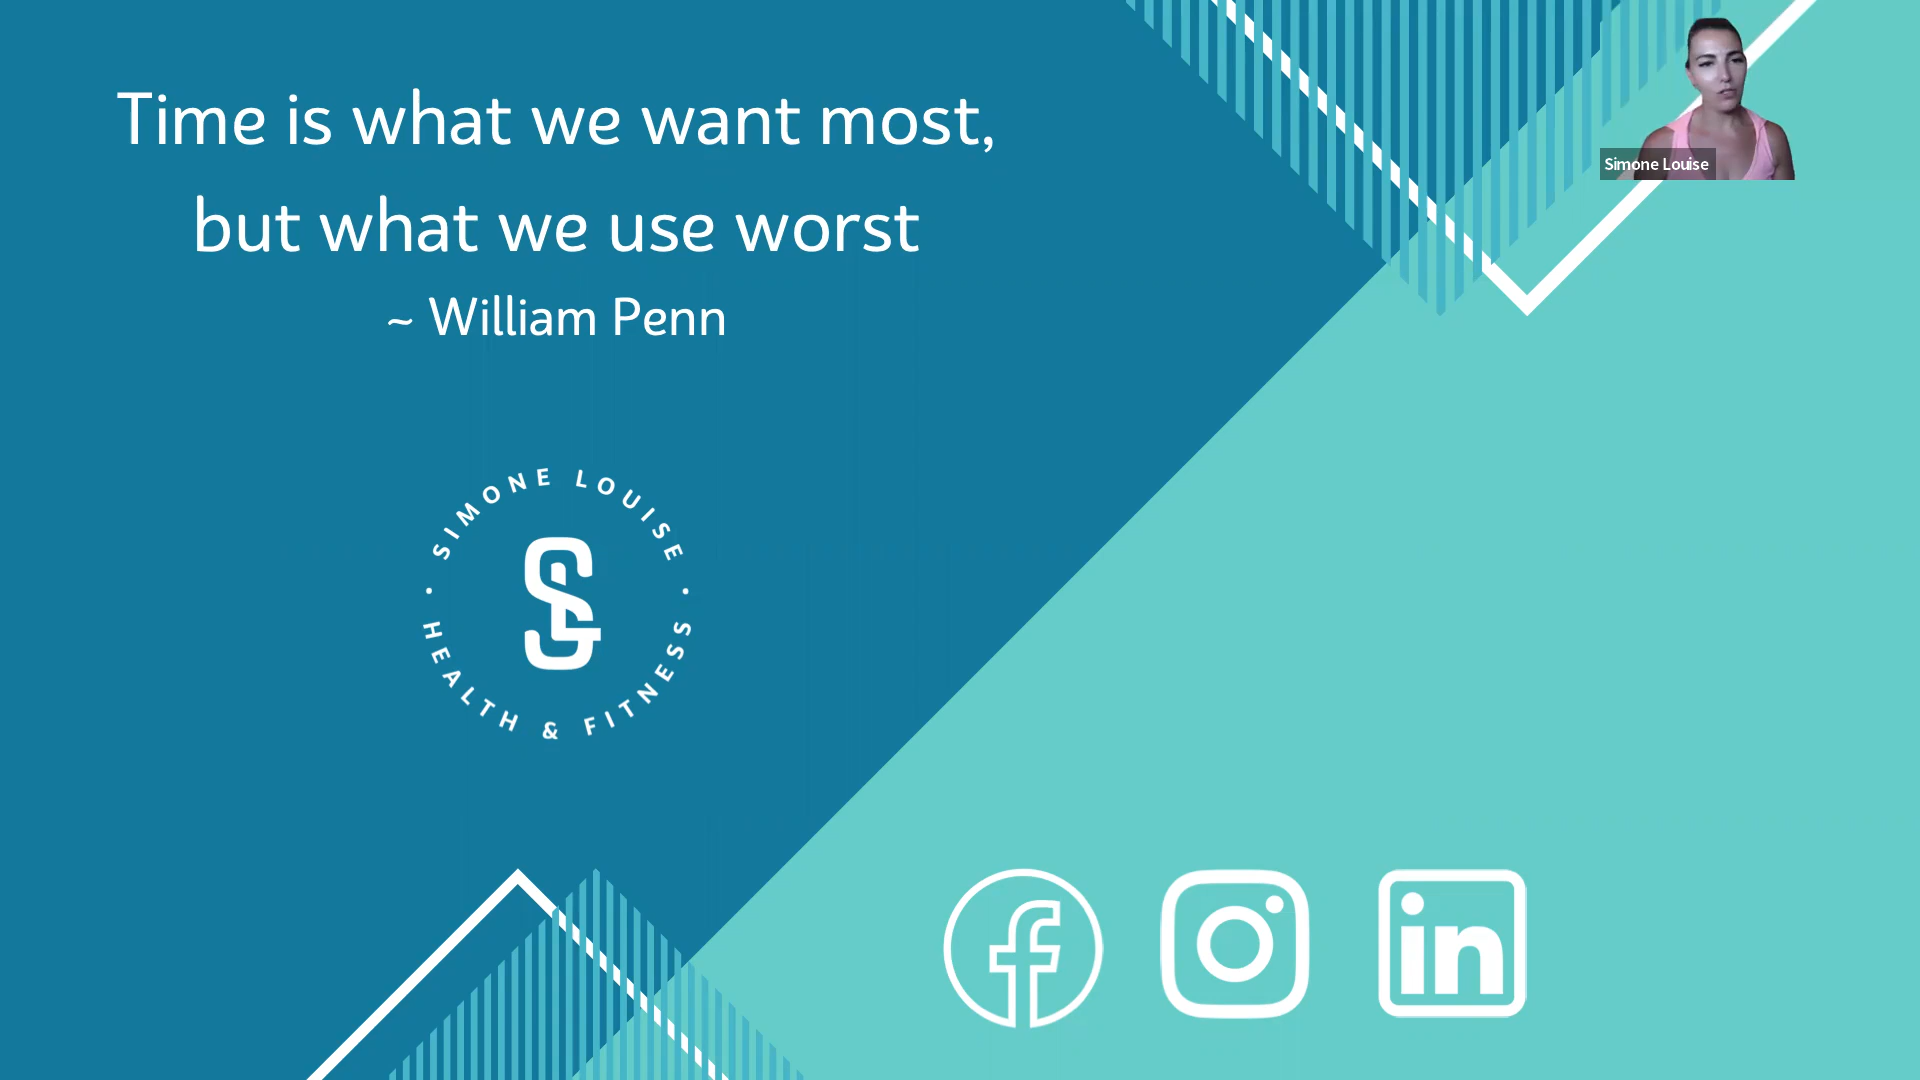 Time is what we want most,
but what we use worst
~ William Penn
Simone Louise
• SIMONE LOUISE •
SL
HEALTH & FITNESS
f
in